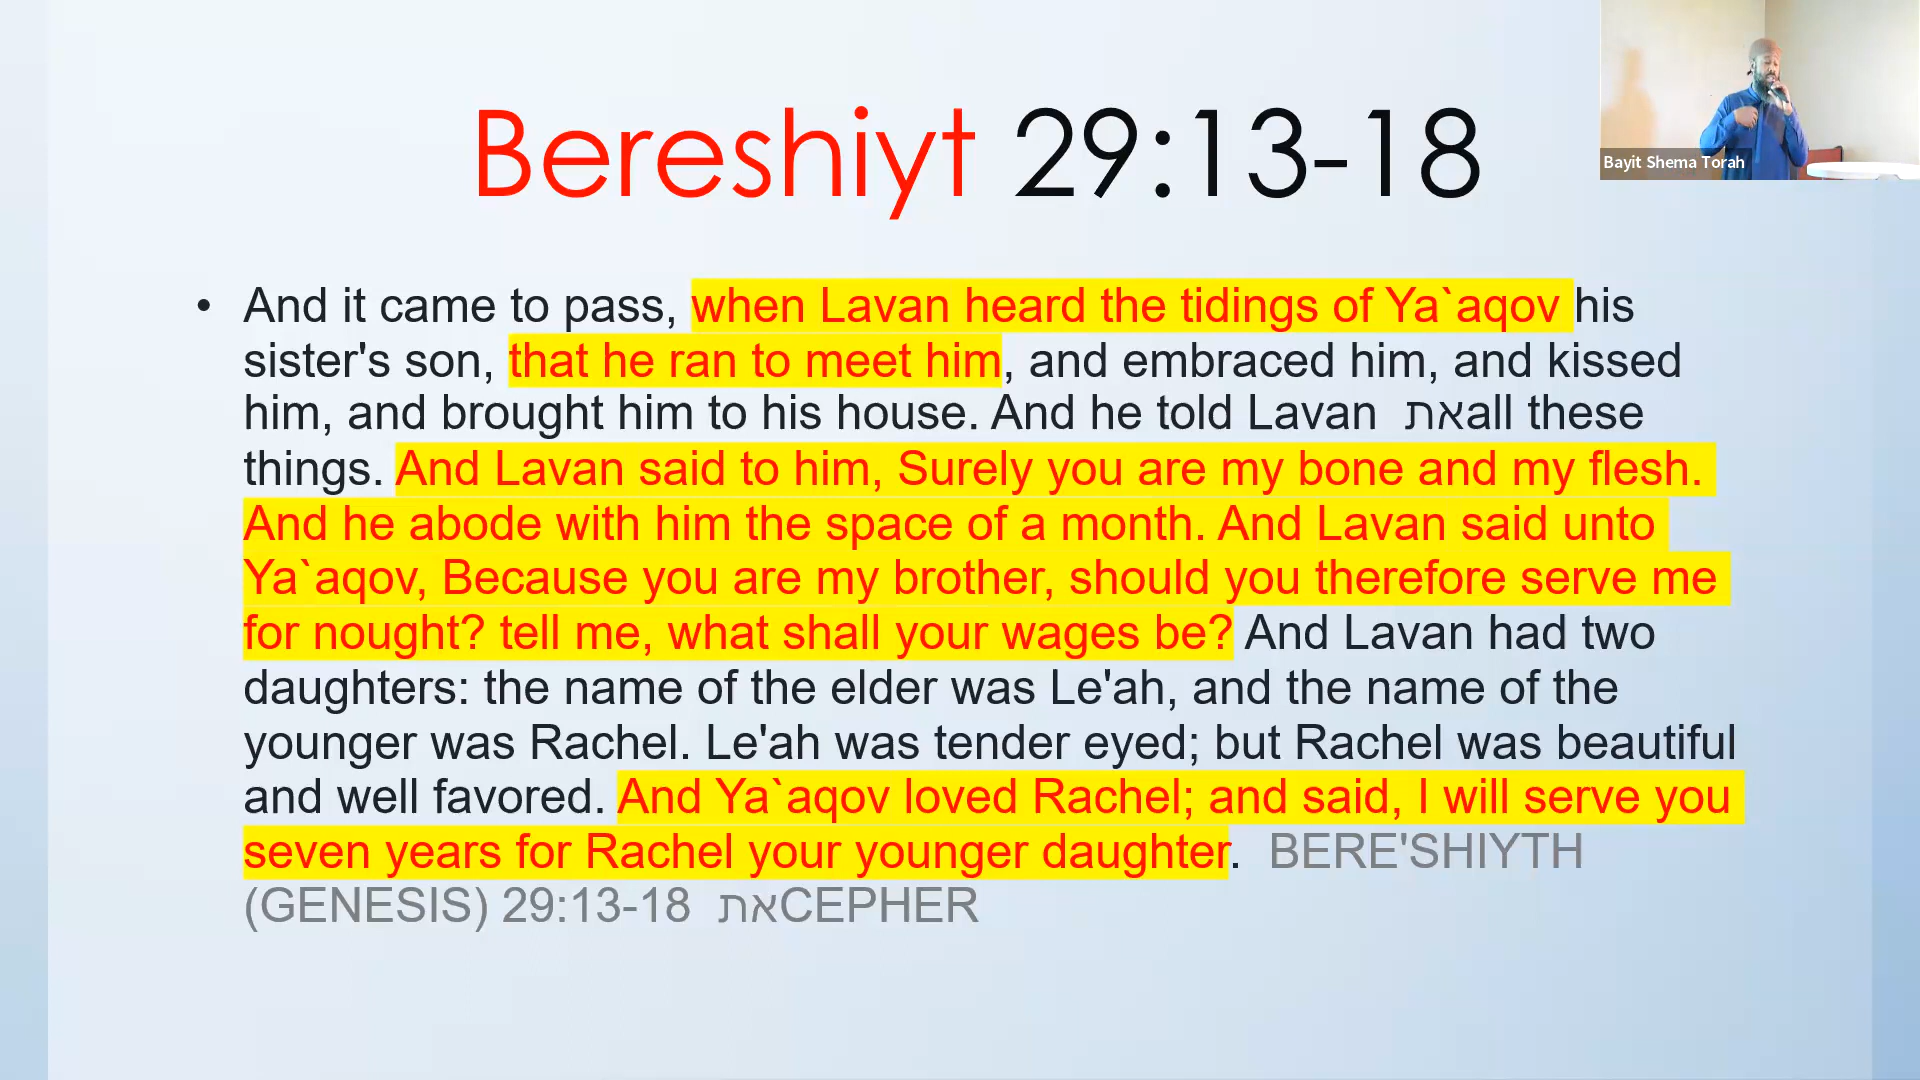 Bereshiyt 29:13-18
Bayit Shema Torah
• And it came to pass, when Lavan heard the tidings of Ya`aqov his
sister's son, that he ran to meet him, and embraced him, and kissed
him, and brought him to his house. And he told Lavan את all these
things. And Lavan said to him, Surely you are my bone and my flesh.
And he abode with him the space of a month. And Lavan said unto
Ya`aqov, Because you are my brother, should you therefore serve me
for nought? tell me, what shall your wages be? And Lavan had two
daughters: the name of the elder was Le'ah, and the name of the
younger was Rachel. Le'ah was tender eyed; but Rachel was beautiful
and well favored. And Ya`aqov loved Rachel; and said, I will serve you
seven years for Rachel your younger daughter. BERE'SHIYTH
(GENESIS) 29:13-18 את CEPHER